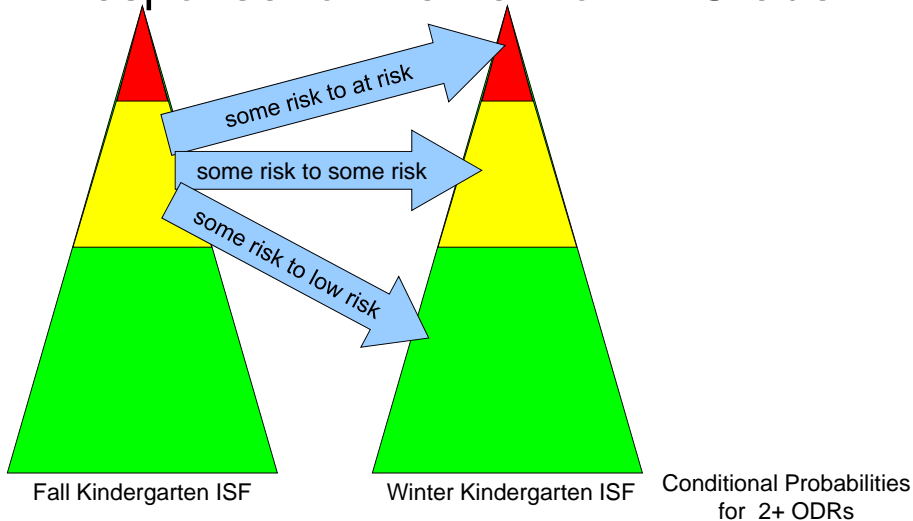 some risk to at risk
some risk to some risk
some risk to low risk
Fall Kindergarten ISF
Winter Kindergarten ISF
Conditional Probabilities
for 2+ ODRs